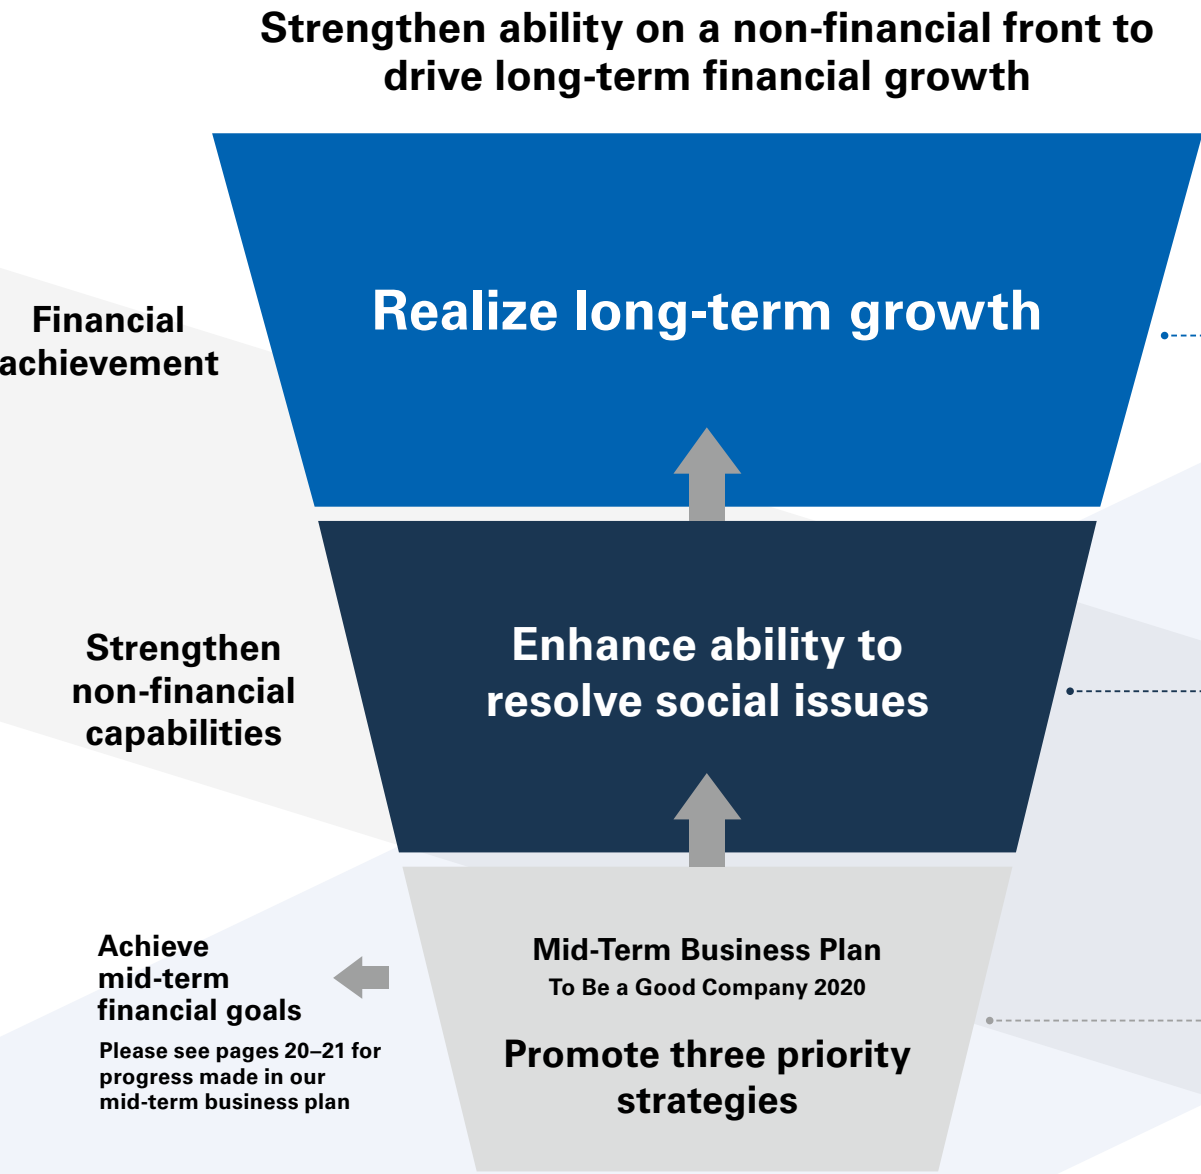 Strengthen ability on a non-financial front to
drive long-term financial growth
Financial
achievement
Realize long-term growth
Strengthen
non-financial
capabilities
Enhance ability to
resolve social issues
Achieve
mid-term
financial goals
Please see pages 20–21 for
progress made in our
mid-term business plan
Mid-Term Business Plan
To Be a Good Company 2020
Promote three priority
strategies